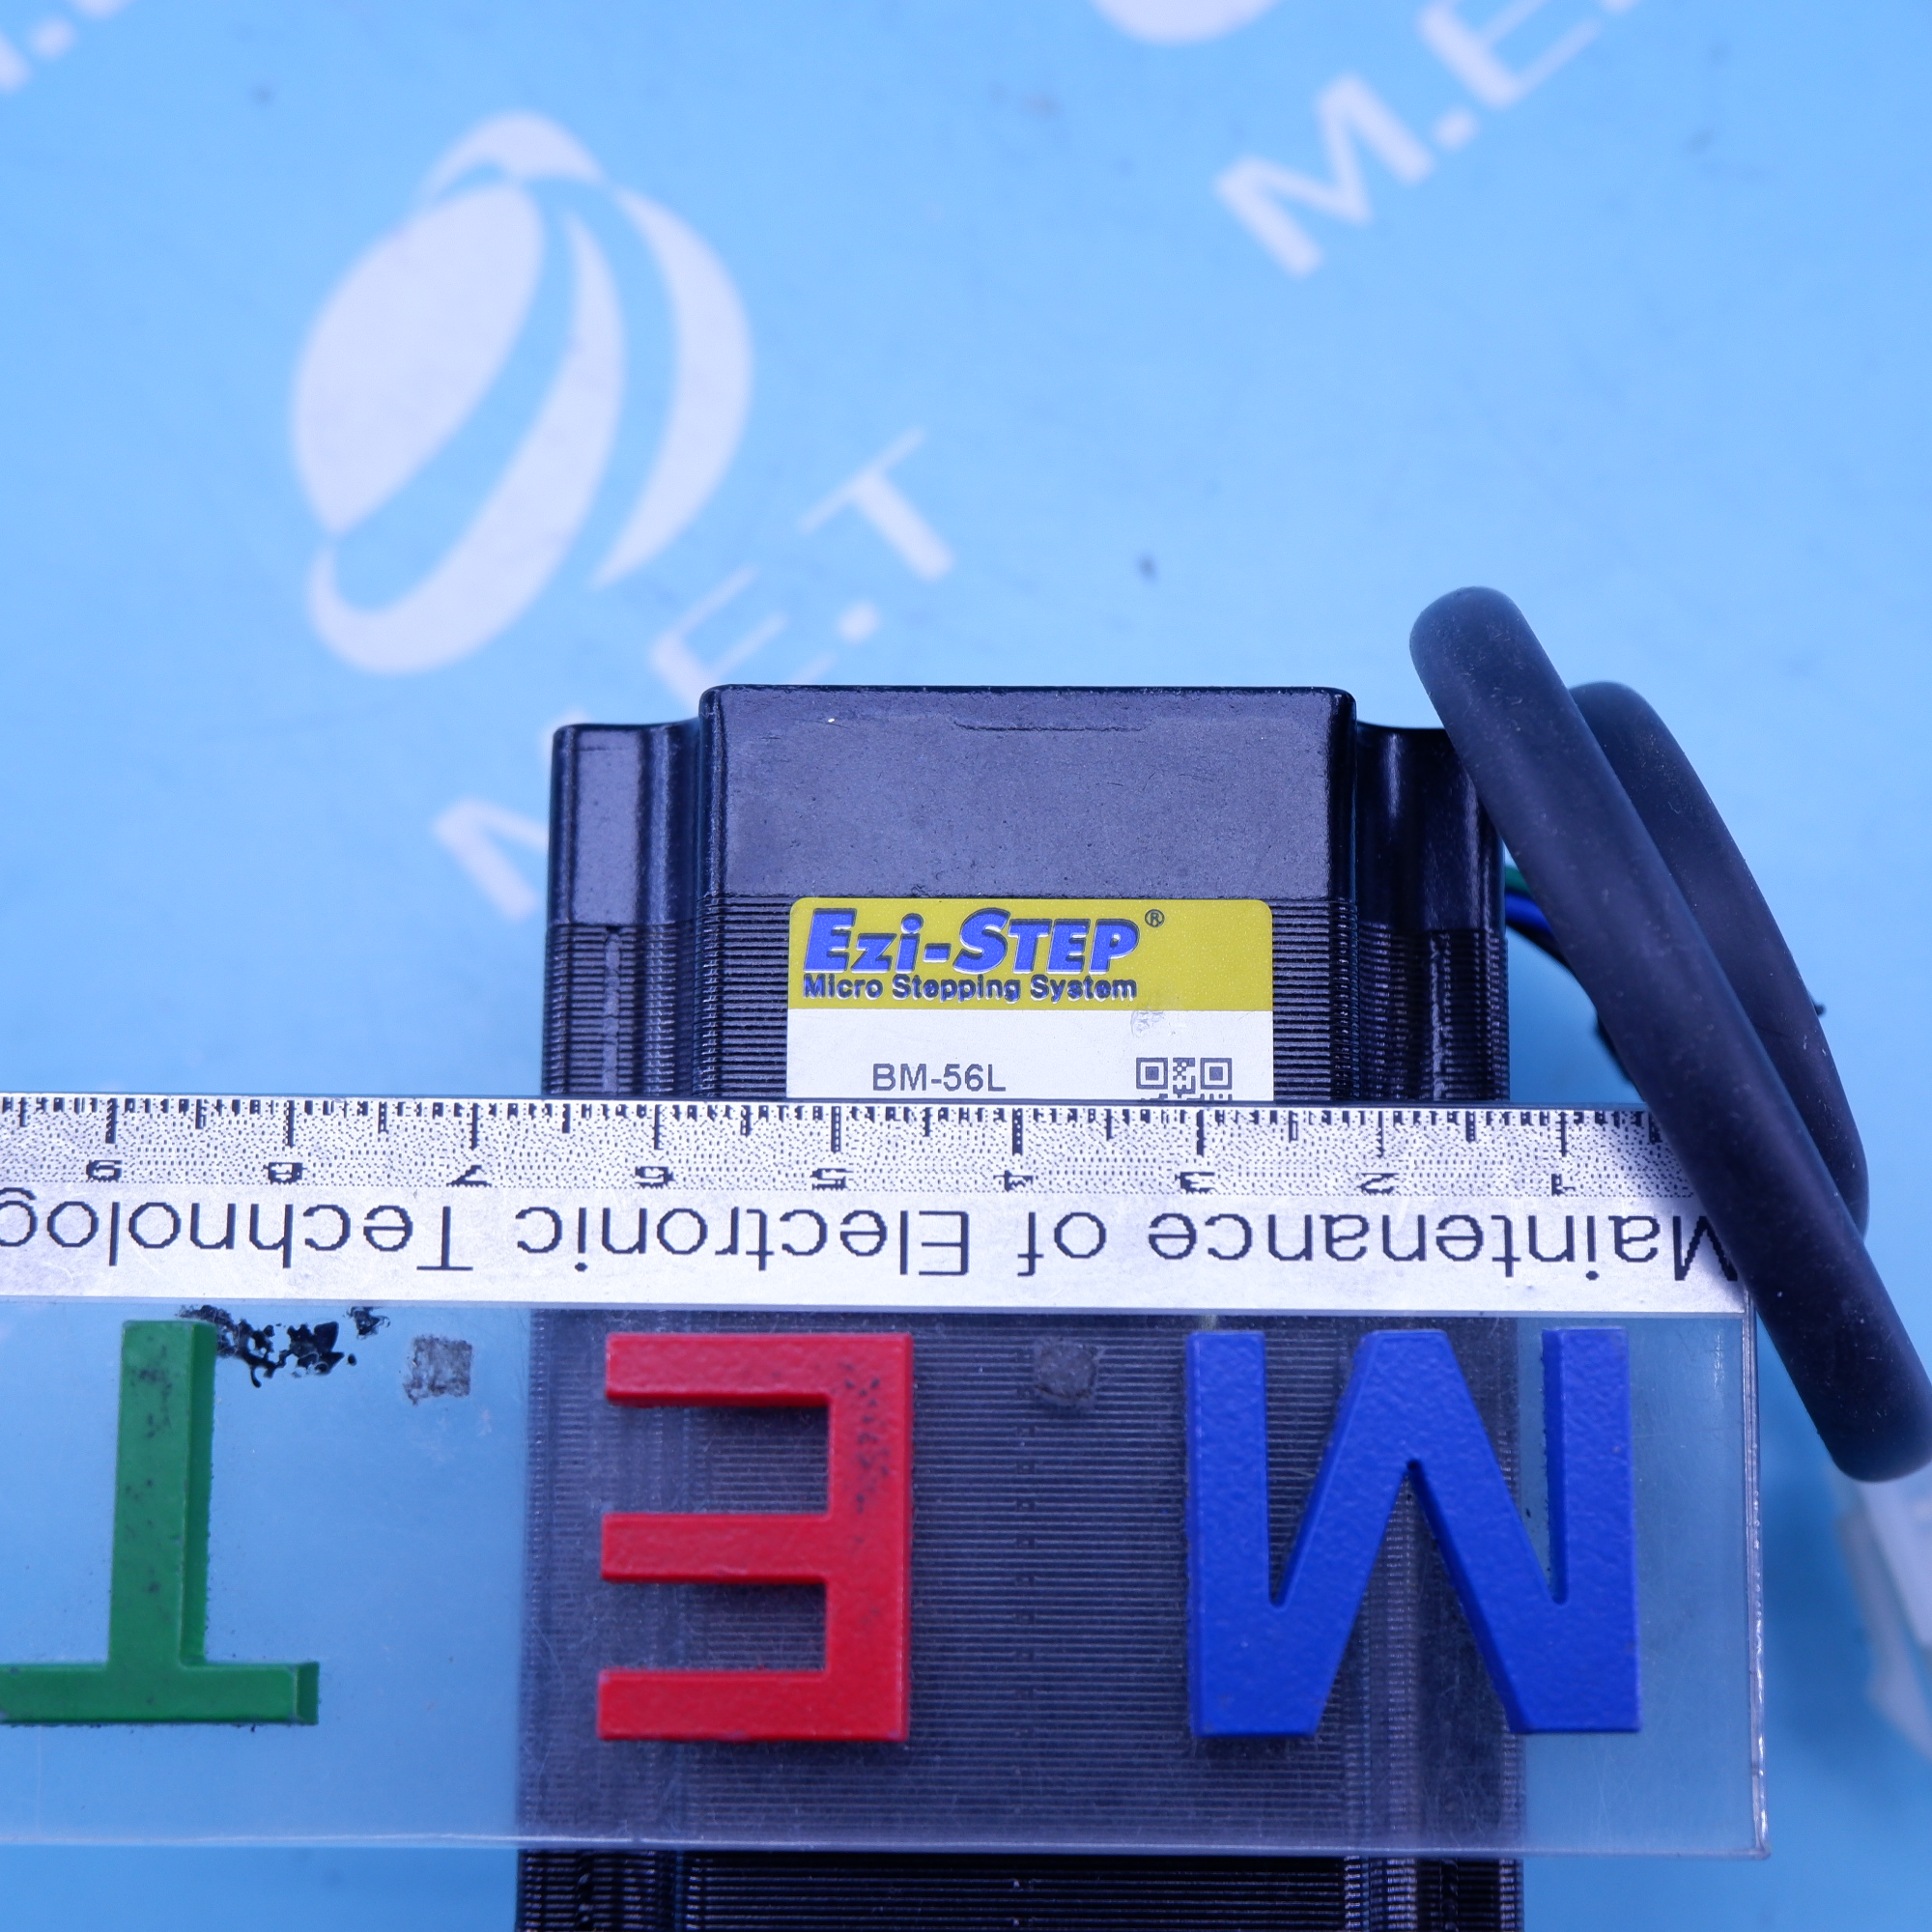 M.E
M.E.T
Ezi-STEP®
Micro Stepping System
BM-56L
1 2 3 4 5 6 7 8 9
Maintenance of Electronic Technolog
M E T